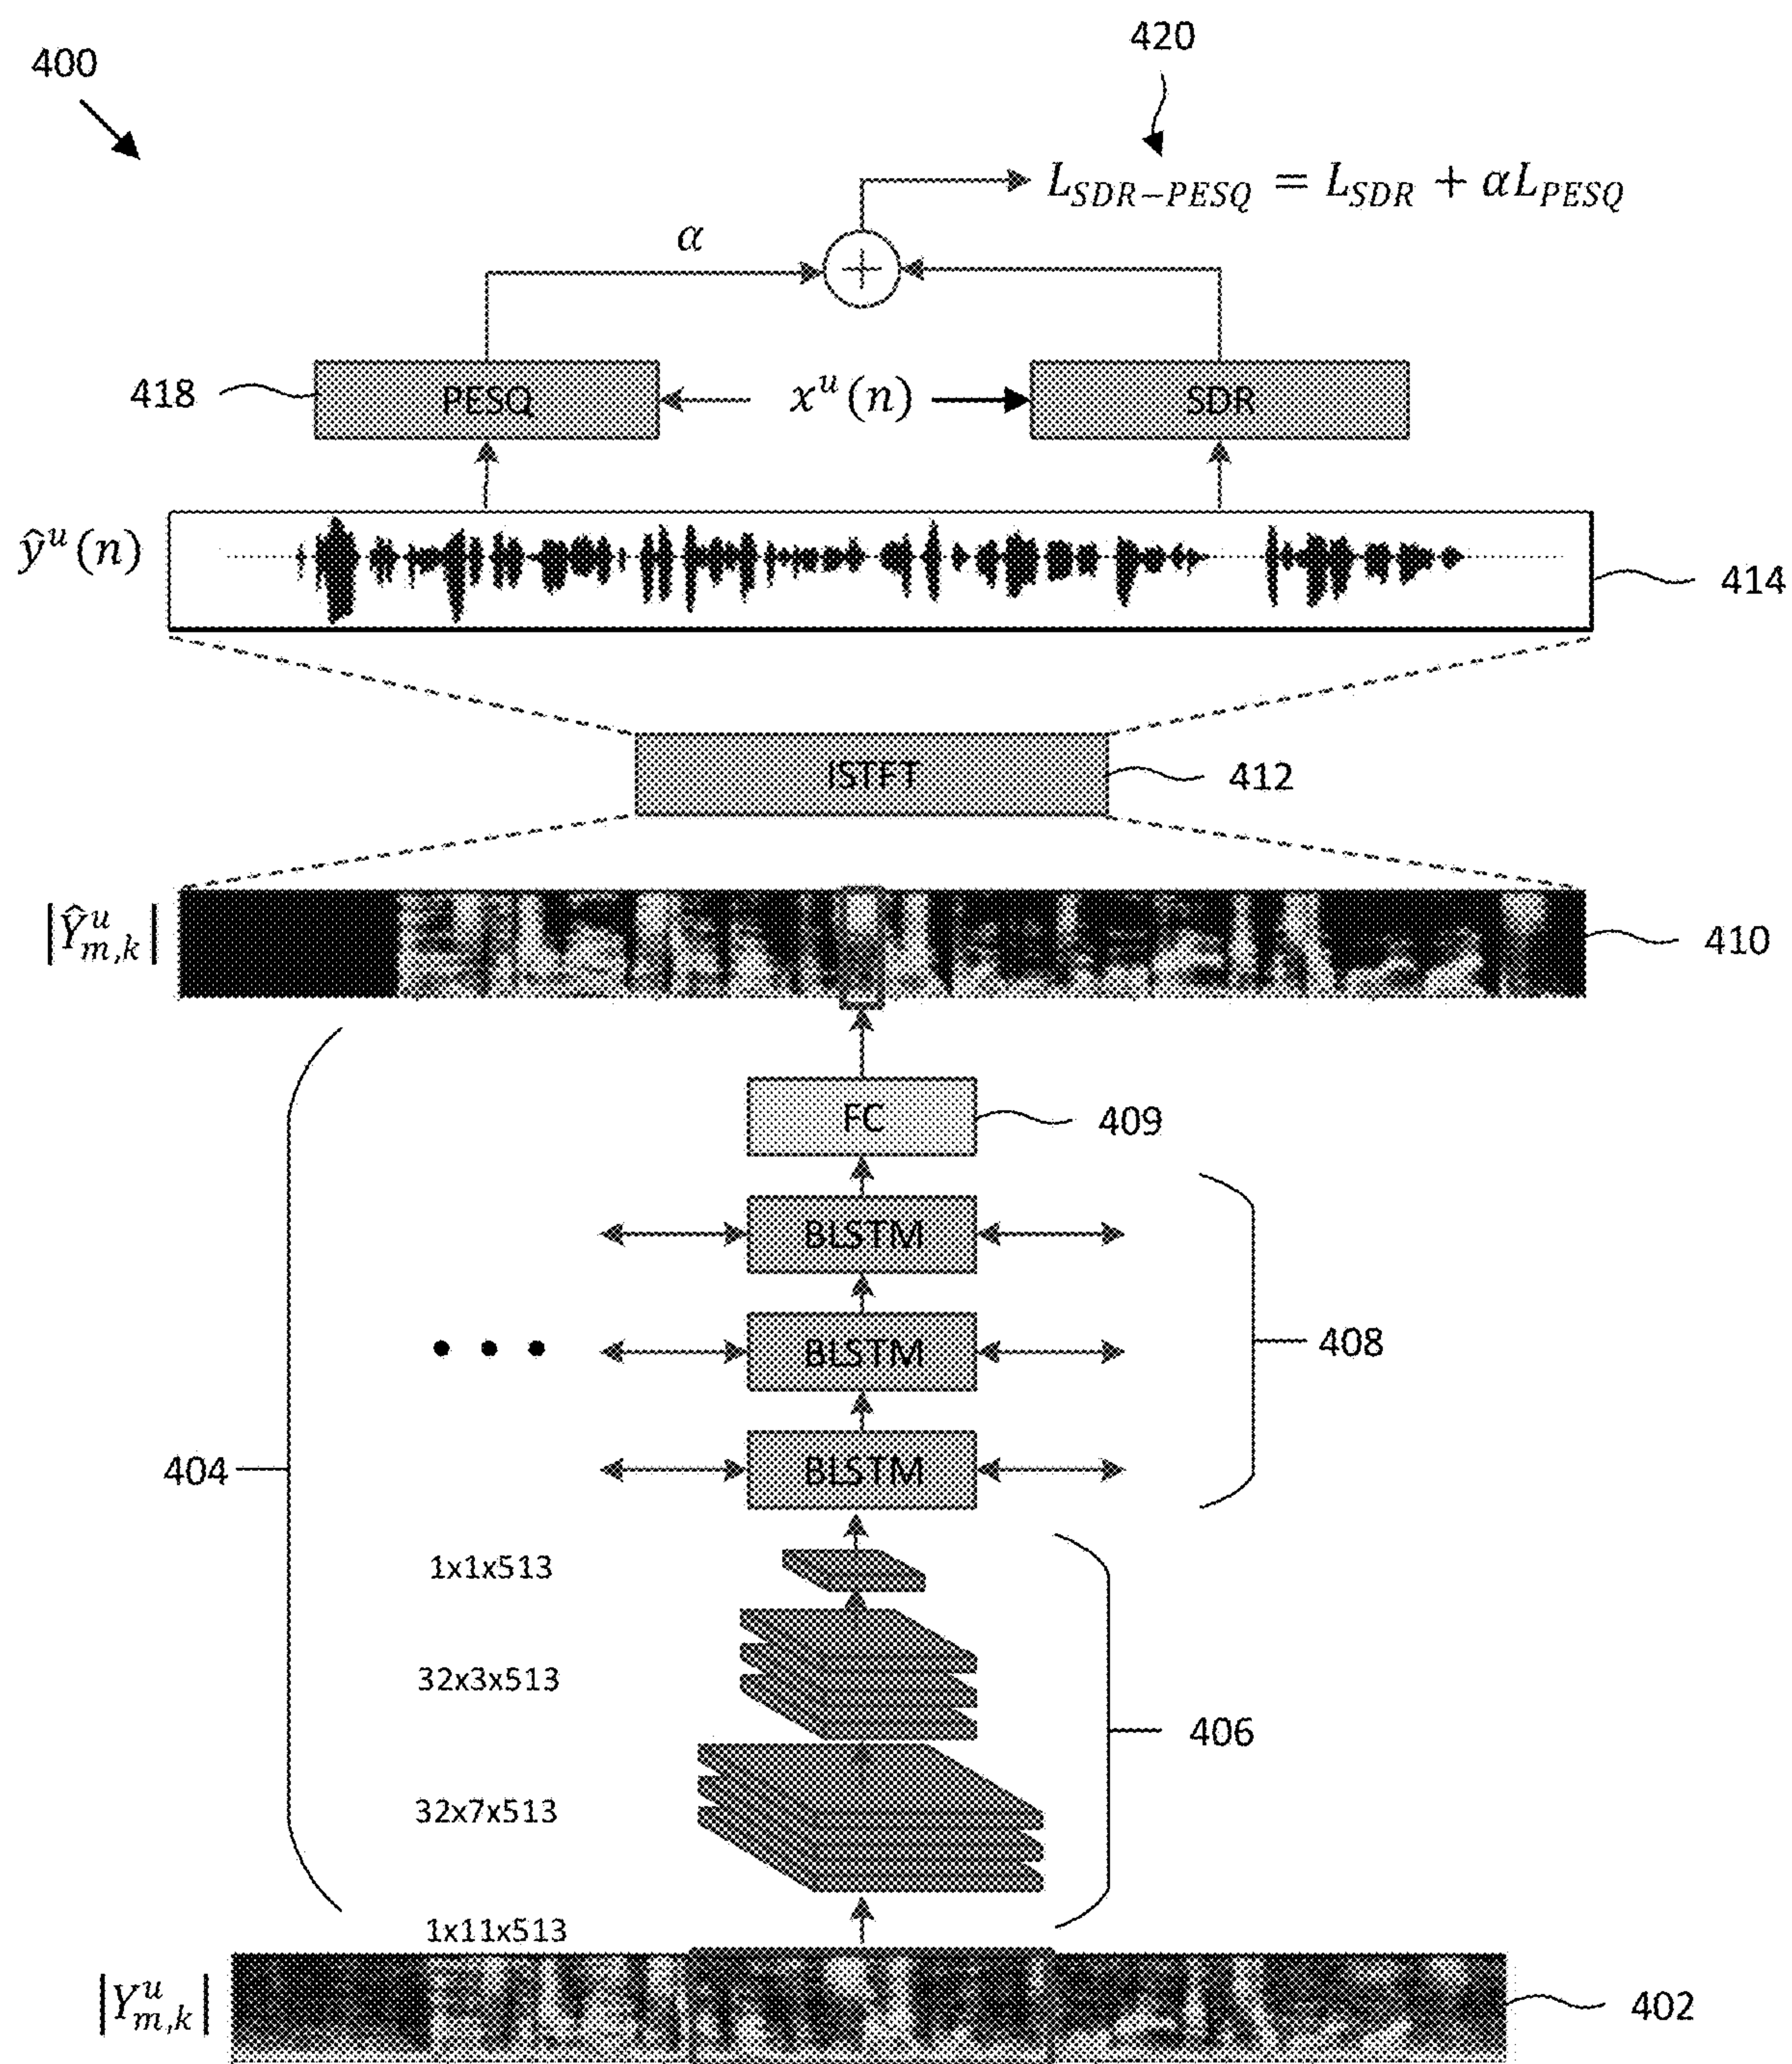 420
400
L_{SDR-PESQ} = L_{SDR} + αL_{PESQ}
α
+
418 PESQ x^u(n) SDR
ŷ^u(n)
414
ISTFT 412
|Ŷ^u_{m,k}| 410
FC 409
BLSTM
BLSTM 408
404 BLSTM
1x1x513
32x3x513
406
32x7x513
1x11x513
|Y^u_{m,k}| 402